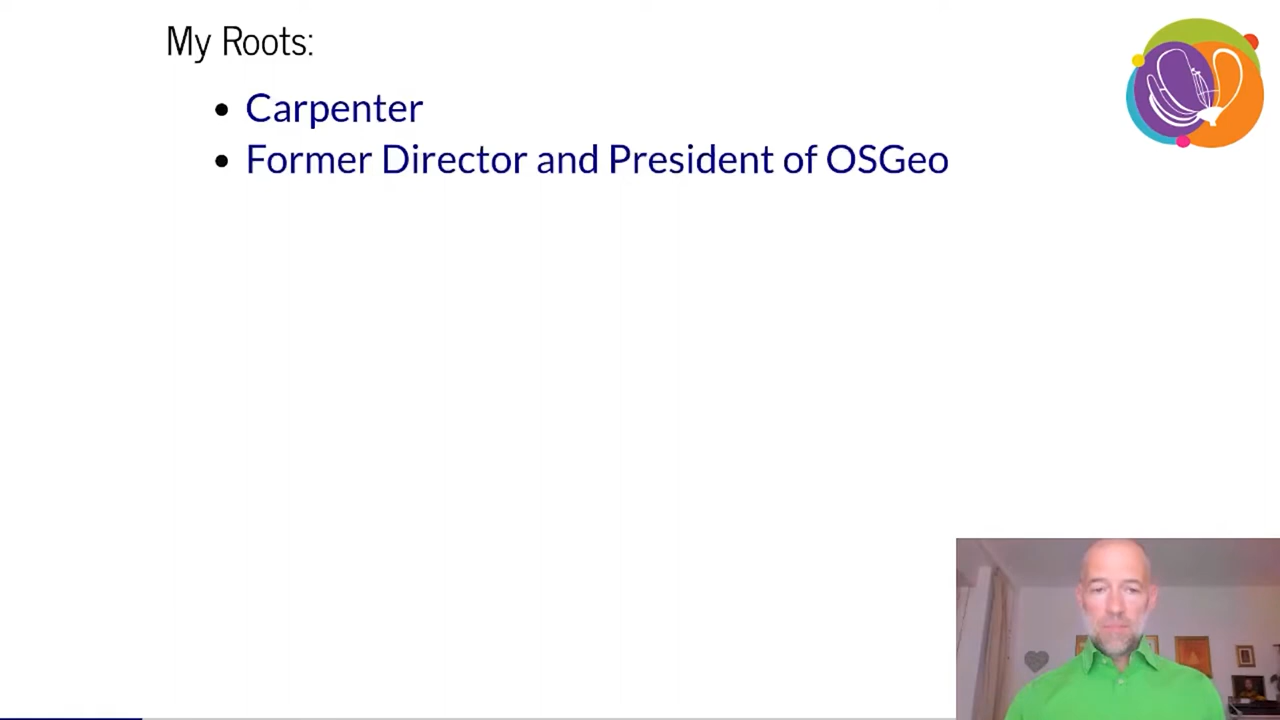 My Roots:
• Carpenter
• Former Director and President of OSGeo